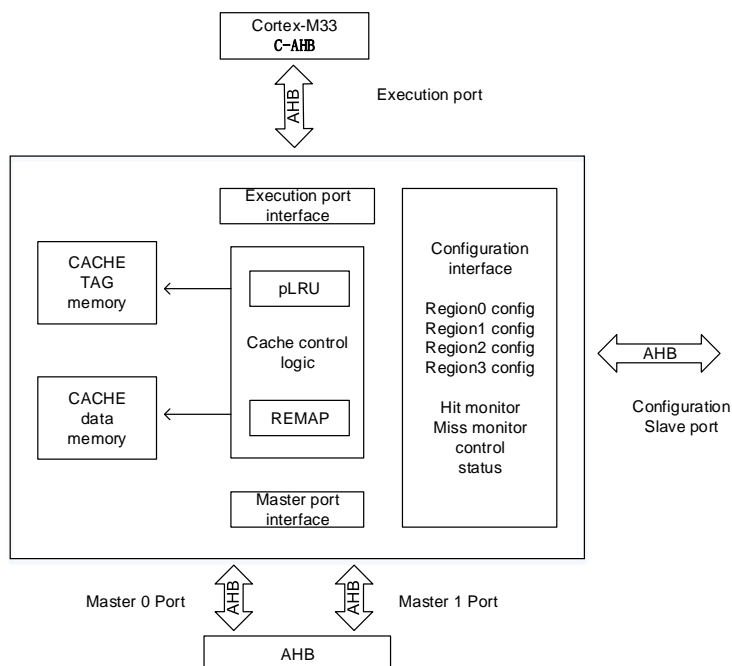 Cortex-M33
C-AHB
AHB
Execution port
Execution port
interface
CACHE
TAG
memory
pLRU
Cache control
logic
REMAP
CACHE
data
memory
Configuration
interface
Region0 config
Region1 config
Region2 config
Region3 config
Hit monitor
Miss monitor
control
status
AHB
Configuration
Slave port
Master port
interface
Master 0 Port
AHB
AHB
Master 1 Port
AHB